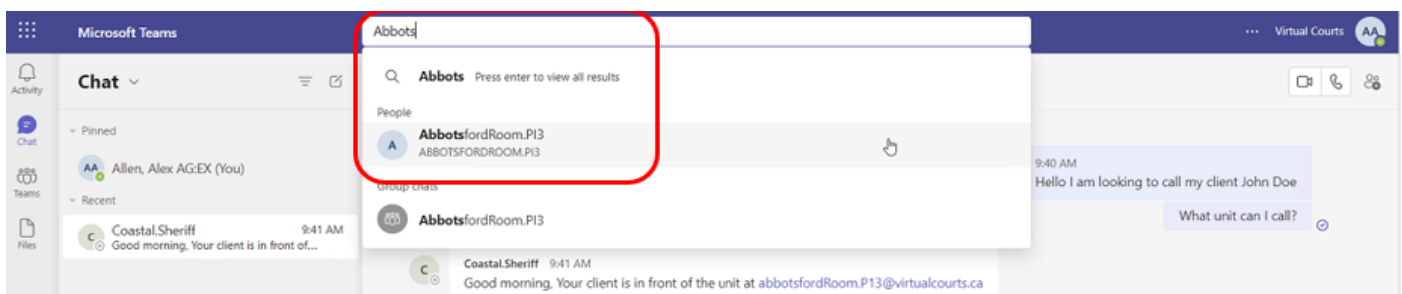 Microsoft Teams
Abbots
Virtual Courts
AA
Activity
Chat
Teams
Files
Chat
Pinned
AA Allen, Alex AG:EX (You)
Recent
C Coastal.Sheriff 9:41 AM
Good morning, Your client is in front of...
Abbots Press enter to view all results
People
A AbbotsfordRoom.PI3
ABBOTSFORDROOM.PI3
Group chats
AbbotsfordRoom.PI3
9:40 AM
Hello I am looking to call my client John Doe
What unit can I call?
C Coastal.Sheriff 9:41 AM
Good morning, Your client is in front of the unit at abbotsfordRoom.P13@virtualcourts.ca